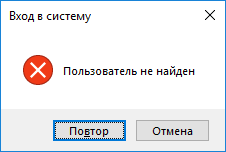 Вход в систему
Пользователь не найден
Повтор
Отмена